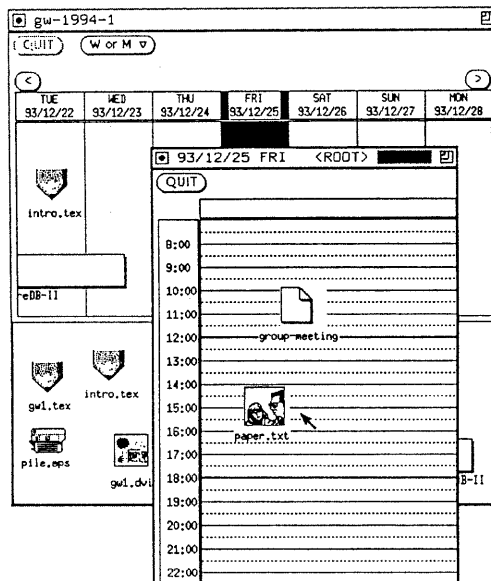 gw-1994-1
QUIT W or M ▽
< >
TUE WED THU FRI SAT SUN MON
93/12/22 93/12/23 93/12/24 93/12/25 93/12/26 93/12/27 93/12/28
93/12/25 FRI <ROOT>
QUIT
intro.tex
8:00
9:00
eDB-II
10:00
11:00
group-meeting
12:00
13:00
14:00
gw1.tex
intro.tex
15:00
paper.txt
16:00
17:00
pile.eps
gw1.dvi
B-II
18:00
19:00
20:00
21:00
22:00